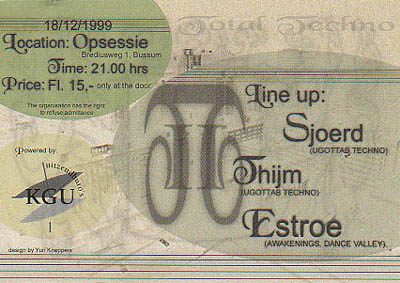 18/12/1999
Total Techno
Location: Opsessie
Brediusweg 1, Bussum
Time: 21.00 hrs
Price: Fl. 15,- only at the door
The organisation has the right
to refuse admittance
Line up:
Sjoerd
(UGOTTAB TECHNO)
Thijm
(UGOTTAB TECHNO)
Estroe
(AWAKENINGS, DANCE VALLEY)
Powered by:
KGU
design by Yuri Kneppers